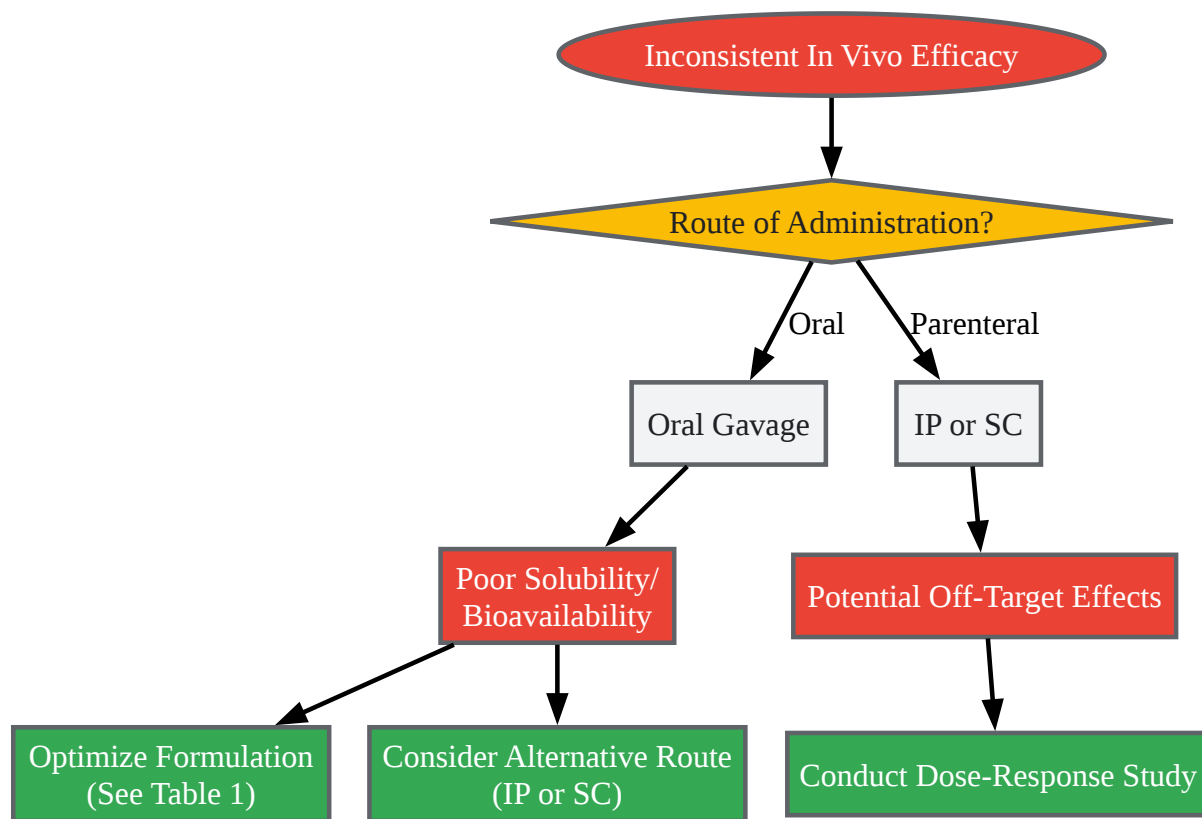 Inconsistent In Vivo Efficacy
Route of Administration?
Oral
Parenteral
Oral Gavage
IP or SC
Poor Solubility/
Bioavailability
Potential Off-Target Effects
Optimize Formulation
(See Table 1)
Consider Alternative Route
(IP or SC)
Conduct Dose-Response Study